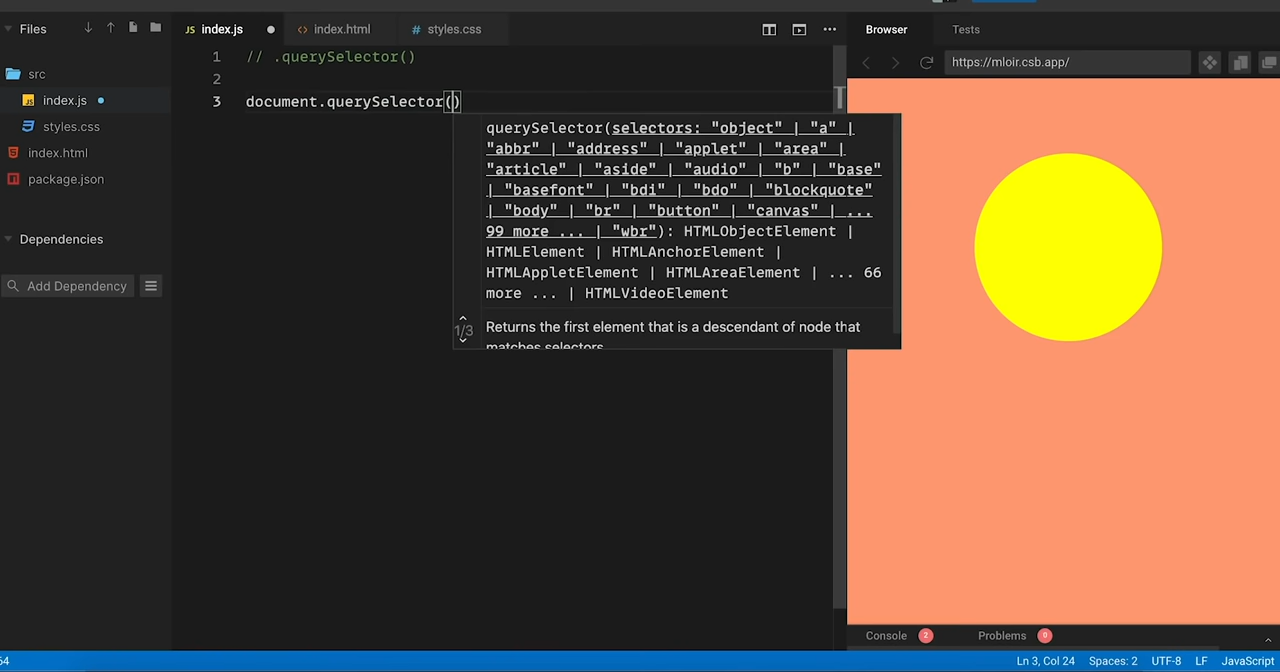 Files
JS index.js
<> index.html
# styles.css
Browser
Tests
1 // .querySelector()
https://mloir.csb.app/
src
2
JS index.js
3 document.querySelector()
styles.css
index.html
package.json
querySelector(selectors: "object" | "a" |
"abbr" | "address" | "applet" | "area" |
"article" | "aside" | "audio" | "b" | "base"
| "basefont" | "bdi" | "bdo" | "blockquote"
| "body" | "br" | "button" | "canvas" | ...
99 more ... | "wbr"): HTMLObjectElement |
HTMLElement | HTMLAnchorElement |
HTMLAppletElement | HTMLAreaElement | ... 66
more ... | HTMLVideoElement
1/3
Returns the first element that is a descendant of node that
matches selectors
Dependencies
Add Dependency
Console 2
Problems 0
64
Ln 3, Col 24
Spaces: 2
UTF-8
LF
JavaScript